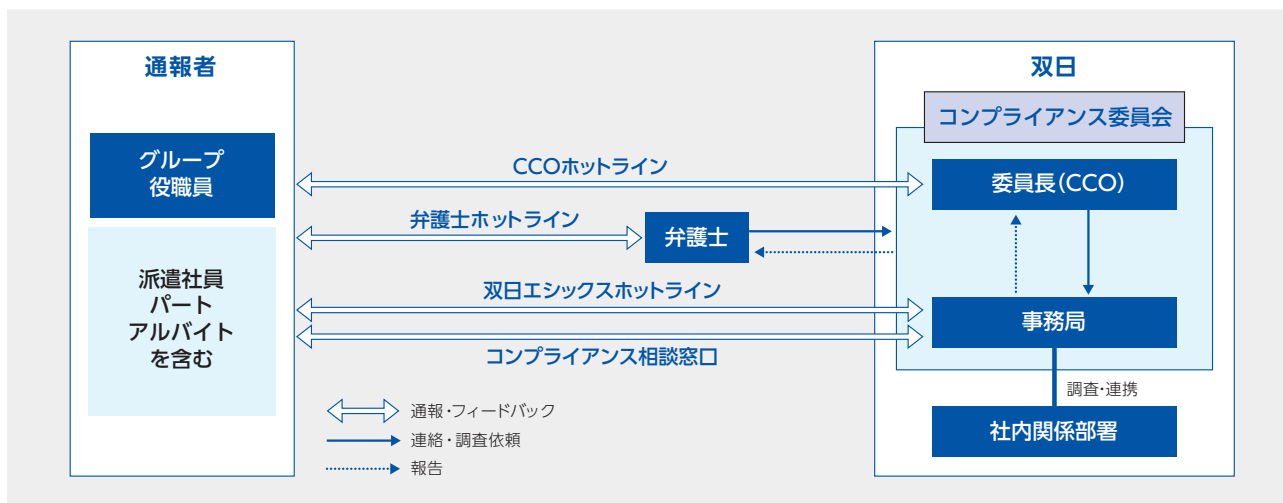 通報者
グループ
役職員
派遣社員
パート
アルバイト
を含む
CCOホットライン
弁護士ホットライン
弁護士
双日エシックスホットライン
コンプライアンス相談窓口
通報・フィードバック
連絡・調査依頼
報告
双日
コンプライアンス委員会
委員長(CCO)
事務局
調査・連携
社内関係部署